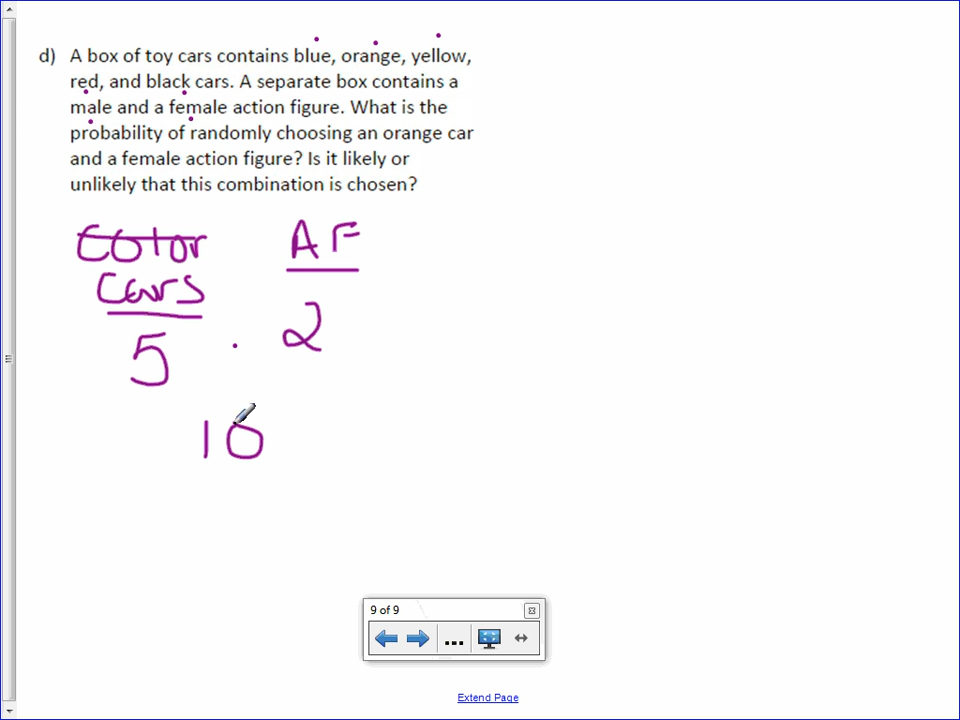 d) A box of toy cars contains blue, orange, yellow,
red, and black cars. A separate box contains a
male and a female action figure. What is the
probability of randomly choosing an orange car
and a female action figure? Is it likely or
unlikely that this combination is chosen?
Color AF
Cars
5 . 2
10
9 of 9
...
Extend Page